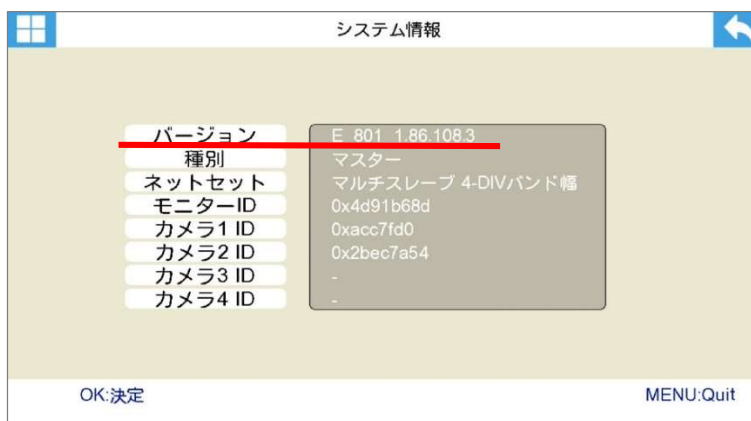 システム情報
バージョン E_801_1.86.108.3
種別 マスター
ネットセット マルチスレーブ 4-DIVバンド幅
モニターID 0x4d91b68d
カメラ1 ID 0xacc7fd0
カメラ2 ID 0x2bec7a54
カメラ3 ID -
カメラ4 ID -
OK:決定 MENU:Quit